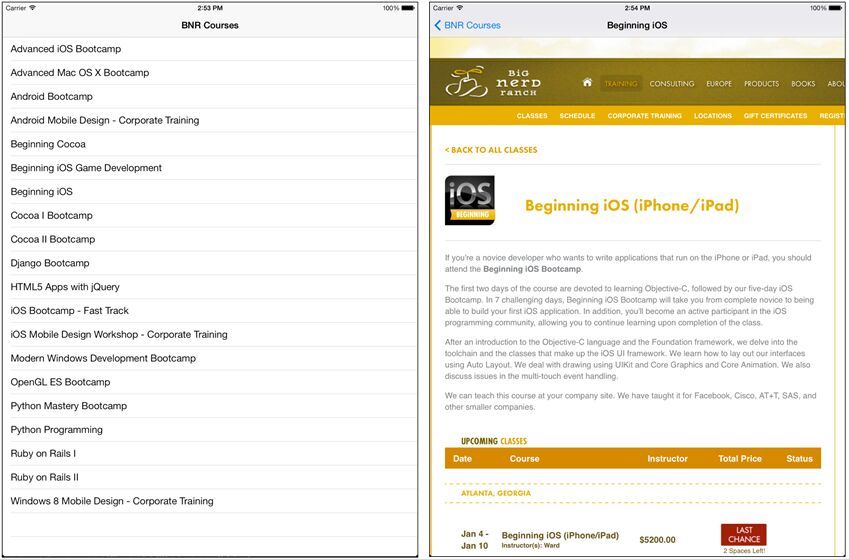 Carrier 2:53 PM 100%
BNR Courses
Advanced iOS Bootcamp
Advanced Mac OS X Bootcamp
Android Bootcamp
Android Mobile Design - Corporate Training
Beginning Cocoa
Beginning iOS Game Development
Beginning iOS
Cocoa I Bootcamp
Cocoa II Bootcamp
Django Bootcamp
HTML5 Apps with jQuery
iOS Bootcamp - Fast Track
iOS Mobile Design Workshop - Corporate Training
Modern Windows Development Bootcamp
OpenGL ES Bootcamp
Python Mastery Bootcamp
Python Programming
Ruby on Rails I
Ruby on Rails II
Windows 8 Mobile Design - Corporate Training
Carrier 2:54 PM 100%
BNR Courses Beginning iOS
BIG
nerd
ranch
TRAINING CONSULTING EUROPE PRODUCTS BOOKS ABOU
CLASSES SCHEDULE CORPORATE TRAINING LOCATIONS GIFT CERTIFICATES REGIST
< BACK TO ALL CLASSES
iOS
BEGINNING
Beginning iOS (iPhone/iPad)
If you're a novice developer who wants to write applications that run on the iPhone or iPad, you should
attend the Beginning iOS Bootcamp.
The first two days of the course are devoted to learning Objective-C, followed by our five-day iOS
Bootcamp. In 7 challenging days, Beginning iOS Bootcamp will take you from complete novice to being
able to build your first iOS application. In addition, you'll become an active participant in the iOS
programming community, allowing you to continue learning upon completion of the class.
After an introduction to the Objective-C language and the Foundation framework, we delve into the
toolchain and the classes that make up the iOS UI framework. We learn how to lay out our interfaces
using Auto Layout. We deal with drawing using UIKit and Core Graphics and Core Animation. We also
discuss issues in the multi-touch event handling.
We can teach this course at your company site. We have taught it for Facebook, Cisco, AT+T, SAS, and
other smaller companies.
UPCOMING CLASSES
Date Course Instructor Total Price Status
ATLANTA, GEORGIA
Jan 4 -
Jan 10
Beginning iOS (iPhone/iPad)
Instructor(s): Ward
$5200.00
LAST
CHANCE
2 Spaces Left!